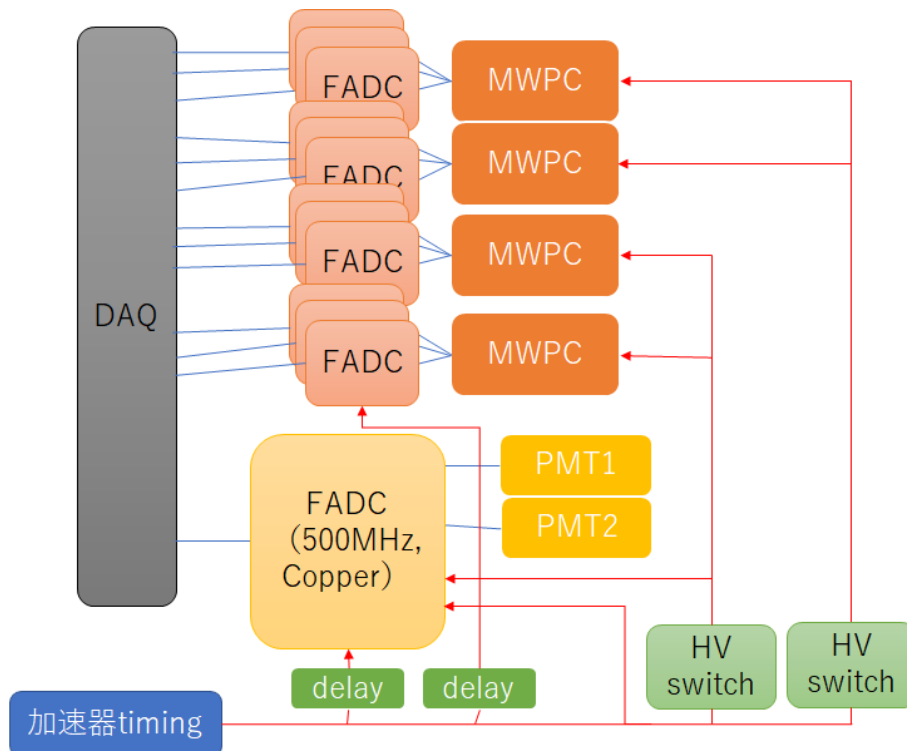 FADC
MWPC
FADC
MWPC
FADC
MWPC
DAQ
FADC
MWPC
FADC
（500MHz,
Copper）
PMT1
PMT2
HV
switch
HV
switch
delay
delay
加速器timing